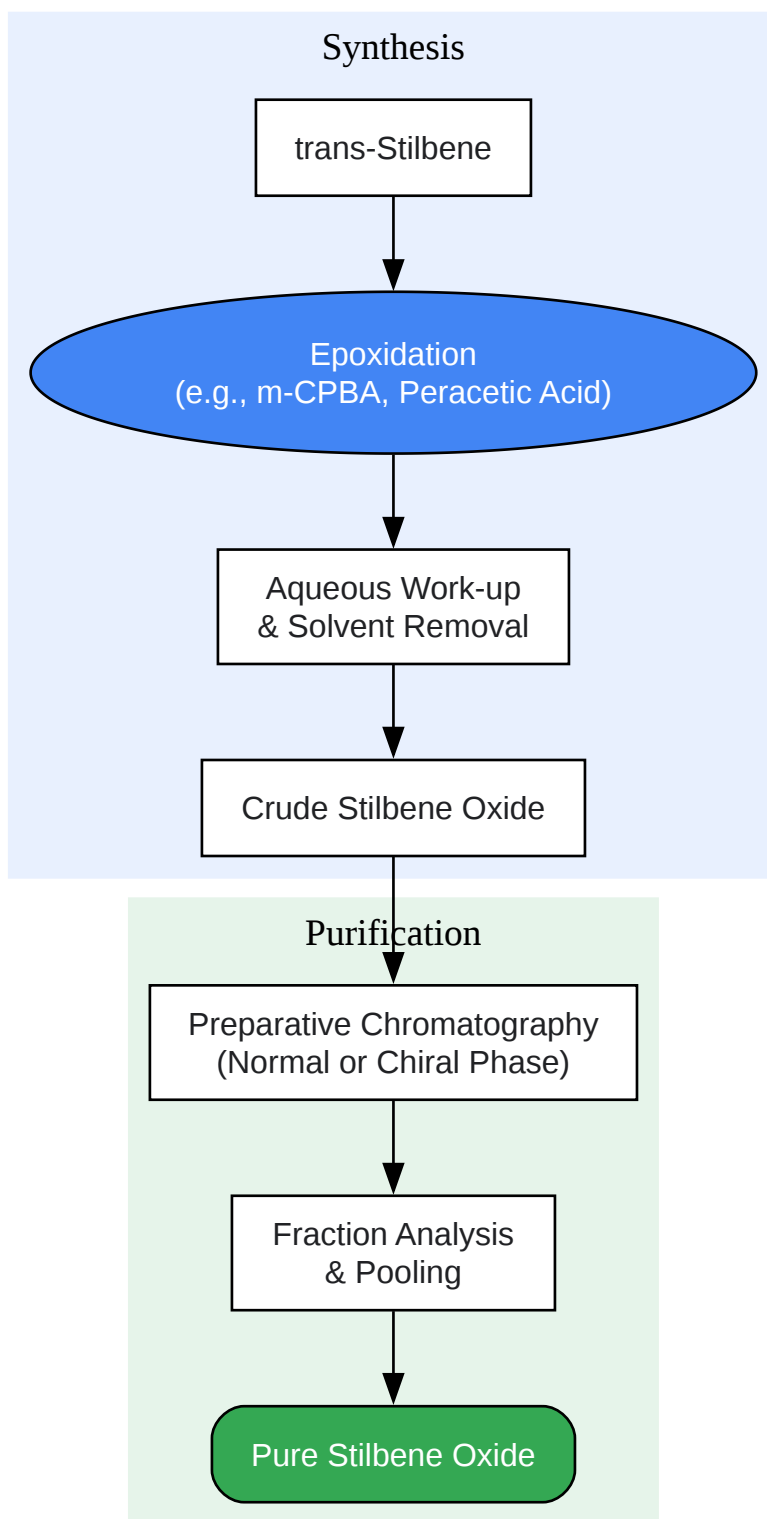 Synthesis
trans-Stilbene
Epoxidation
(e.g., m-CPBA, Peracetic Acid)
Aqueous Work-up
& Solvent Removal
Crude Stilbene Oxide
Purification
Preparative Chromatography
(Normal or Chiral Phase)
Fraction Analysis
& Pooling
Pure Stilbene Oxide